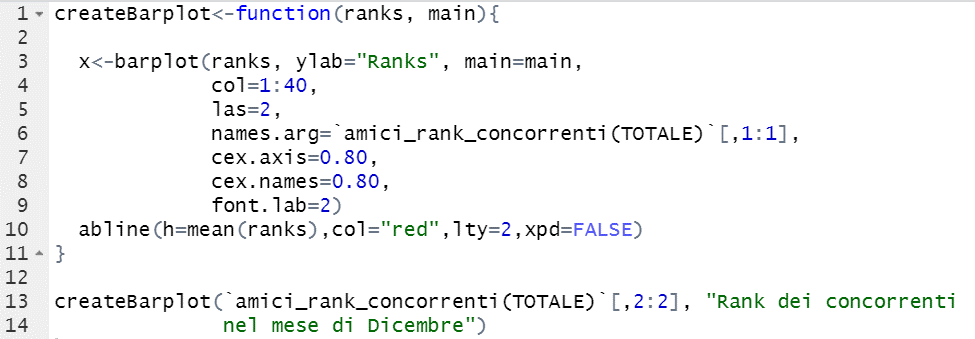 1 createBarplot<-function(ranks, main){
2
3   x<-barplot(ranks, ylab="Ranks", main=main,
4              col=1:40,
5              las=2,
6              names.arg=`amici_rank_concorrenti(TOTALE)`[,1:1],
7              cex.axis=0.80,
8              cex.names=0.80,
9              font.lab=2)
10   abline(h=mean(ranks),col="red",lty=2,xpd=FALSE)
11 }
12
13 createBarplot(`amici_rank_concorrenti(TOTALE)`[,2:2], "Rank dei concorrenti
14               nel mese di Dicembre")